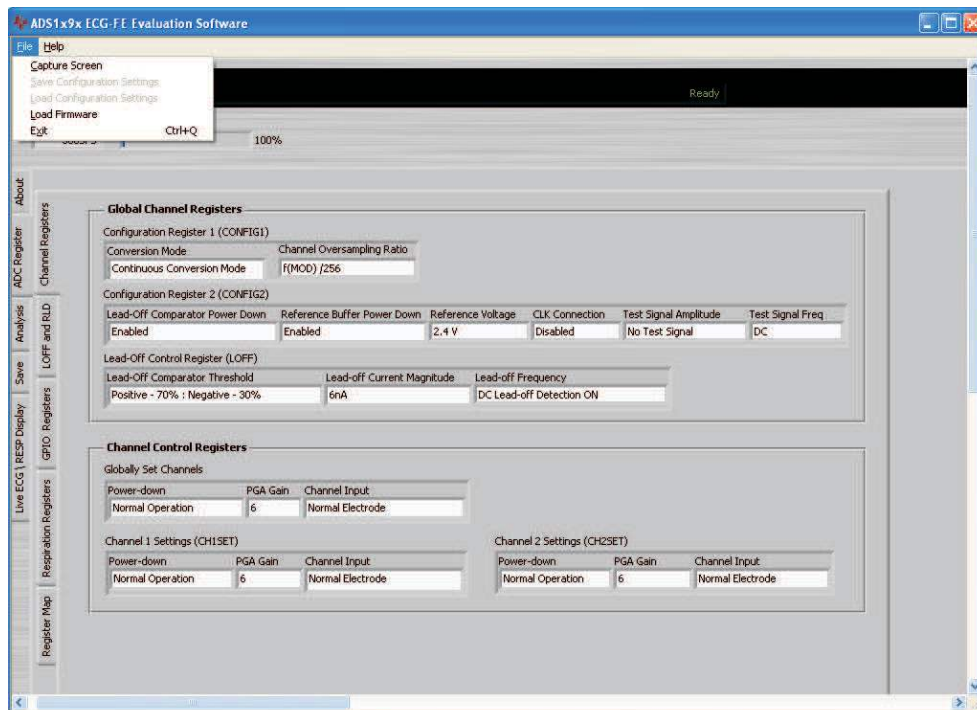 ADS1x9x ECG-FE Evaluation Software
File Help
Capture Screen
Save Configuration Settings
Load Configuration Settings
Load Firmware
Exit Ctrl+Q
Ready
100%
About
ADC Register
Analysis
Save
Live ECG \ RESP Display
Channel Registers
LOFF and RLD
GPIO Registers
Respiration Registers
Register Map
Global Channel Registers
Configuration Register 1 (CONFIG1)
Conversion Mode Channel Oversampling Ratio
Continuous Conversion Mode f(MOD) /256
Configuration Register 2 (CONFIG2)
Lead-Off Comparator Power Down Reference Buffer Power Down Reference Voltage CLK Connection Test Signal Amplitude Test Signal Freq
Enabled Enabled 2.4 V Disabled No Test Signal DC
Lead-Off Control Register (LOFF)
Lead-Off Comparator Threshold Lead-off Current Magnitude Lead-off Frequency
Positive - 70% : Negative - 30% 6nA DC Lead-off Detection ON
Channel Control Registers
Globally Set Channels
Power-down PGA Gain Channel Input
Normal Operation 6 Normal Electrode
Channel 1 Settings (CH1SET) Channel 2 Settings (CH2SET)
Power-down PGA Gain Channel Input Power-down PGA Gain Channel Input
Normal Operation 6 Normal Electrode Normal Operation 6 Normal Electrode